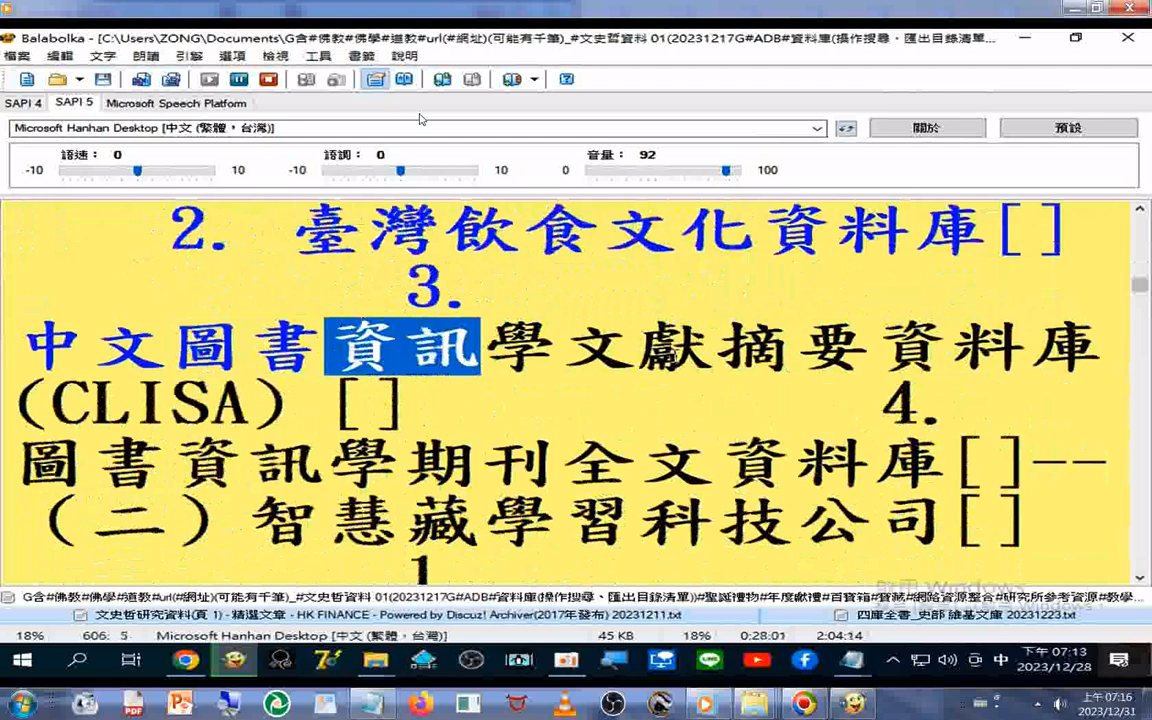 Balabolka - [C:\Users\ZONG\Documents\G含#佛教#佛學#道教#url(#網址)(可能有千筆)_#文史哲資料 01(20231217G#ADB#資料庫(操作搜尋、匯出目錄清單...
檔案 編輯 文字 朗讀 引擎 選項 檢視 工具 書籤 說明
SAPI 4 SAPI 5 Microsoft Speech Platform
Microsoft Hanhan Desktop [中文 (繁體，台灣)] 關於 預設
語速： 0 語調： 0 音量： 92
-10 10 -10 10 0 100
2. 臺灣飲食文化資料庫[]
3.
中文圖書資訊學文獻摘要資料庫
(CLISA) [] 4.
圖書資訊學期刊全文資料庫[]--
(二)智慧藏學習科技公司[]
1
G含#佛教#佛學#道教#url(#網址)(可能有千筆)_#文史哲資料 01(20231217G#ADB#資料庫(操作搜尋、匯出目錄清單))#聖誕禮物#年度獻禮#百寶箱#寶藏#網路資源整合#研究所參考資源#教學...
文史哲研究資料(頁 1) - 精選文章 - HK FINANCE - Powered by Discuz! Archiver(2017年發布) 20231211.txt 四庫全書_史部 維基文庫 20231223.txt
18% 606: 5 Microsoft Hanhan Desktop [中文 (繁體，台灣)] 45 KB 18% 0:28:01 2:04:14
中 下午 07:13
2023/12/28
上午 07:16
2023/12/31